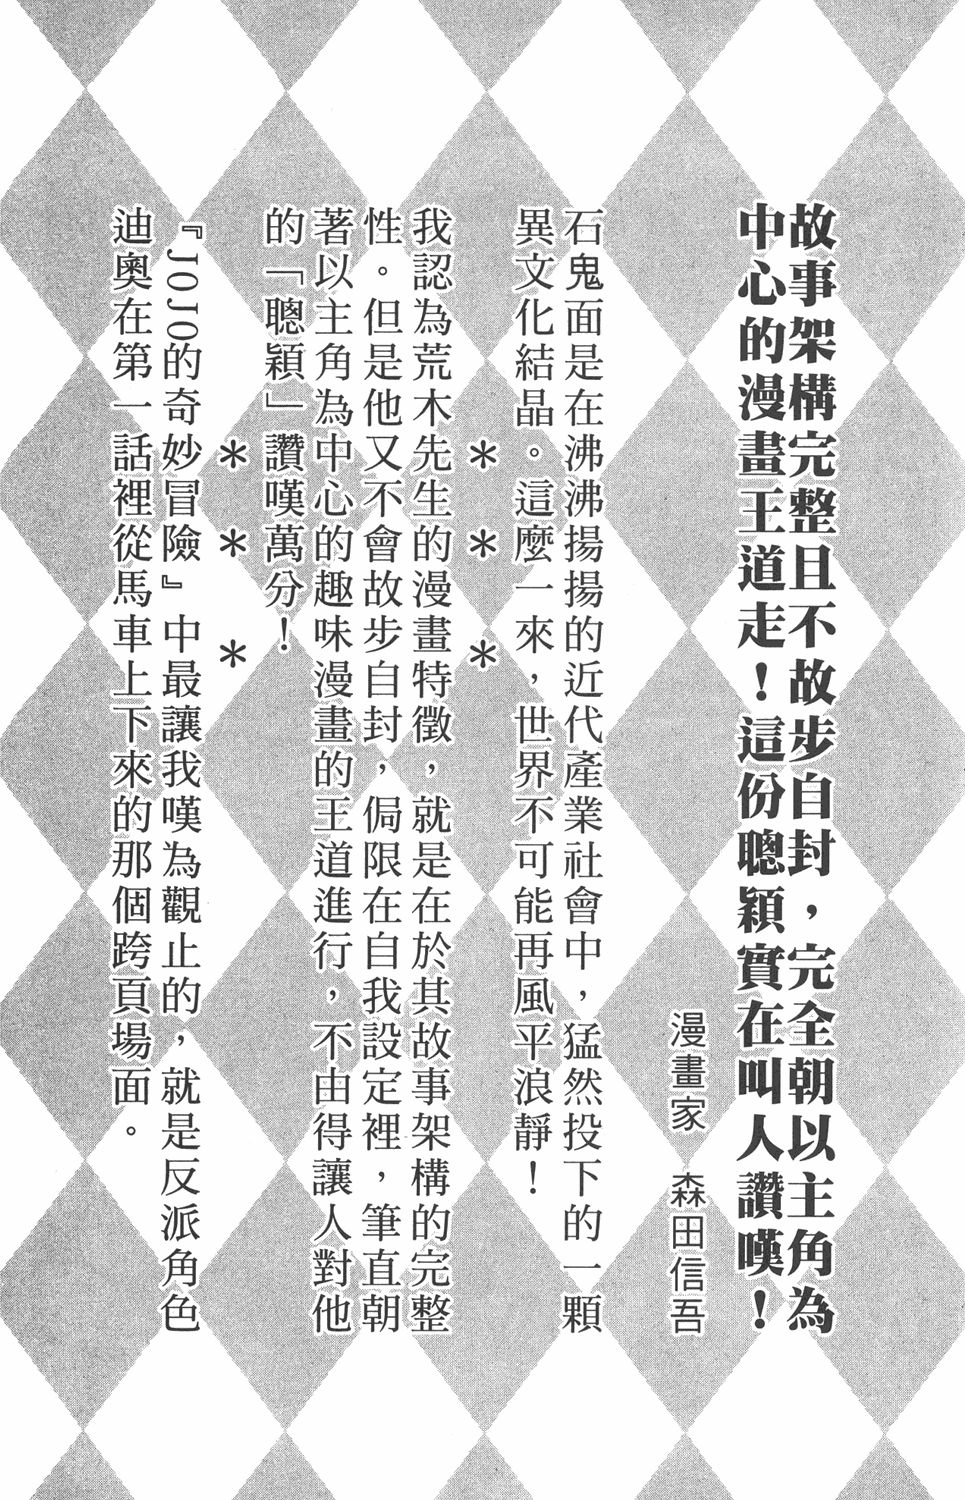 故事架構完整且不故步自封，完全朝以主角為
中心的漫畫王道走！這份聰穎實在叫人讚嘆！
漫畫家　森田信吾
石鬼面是在沸沸揚揚的近代產業社會中，猛然投下的一顆
異文化結晶。這麼一來，世界不可能再風平浪靜！
＊　＊　＊
我認為荒木先生的漫畫特徵，就是在於其故事架構的完整
性。但是他又不會故步自封，侷限在自我設定裡，筆直朝
著以主角為中心的趣味漫畫的王道進行，不由得讓人對他
的「聰穎」讚嘆萬分！
＊　＊　＊
『JOJO的奇妙冒險』中最讓我嘆為觀止的，就是反派角色
迪奧在第一話裡從馬車上下來的那個跨頁場面。